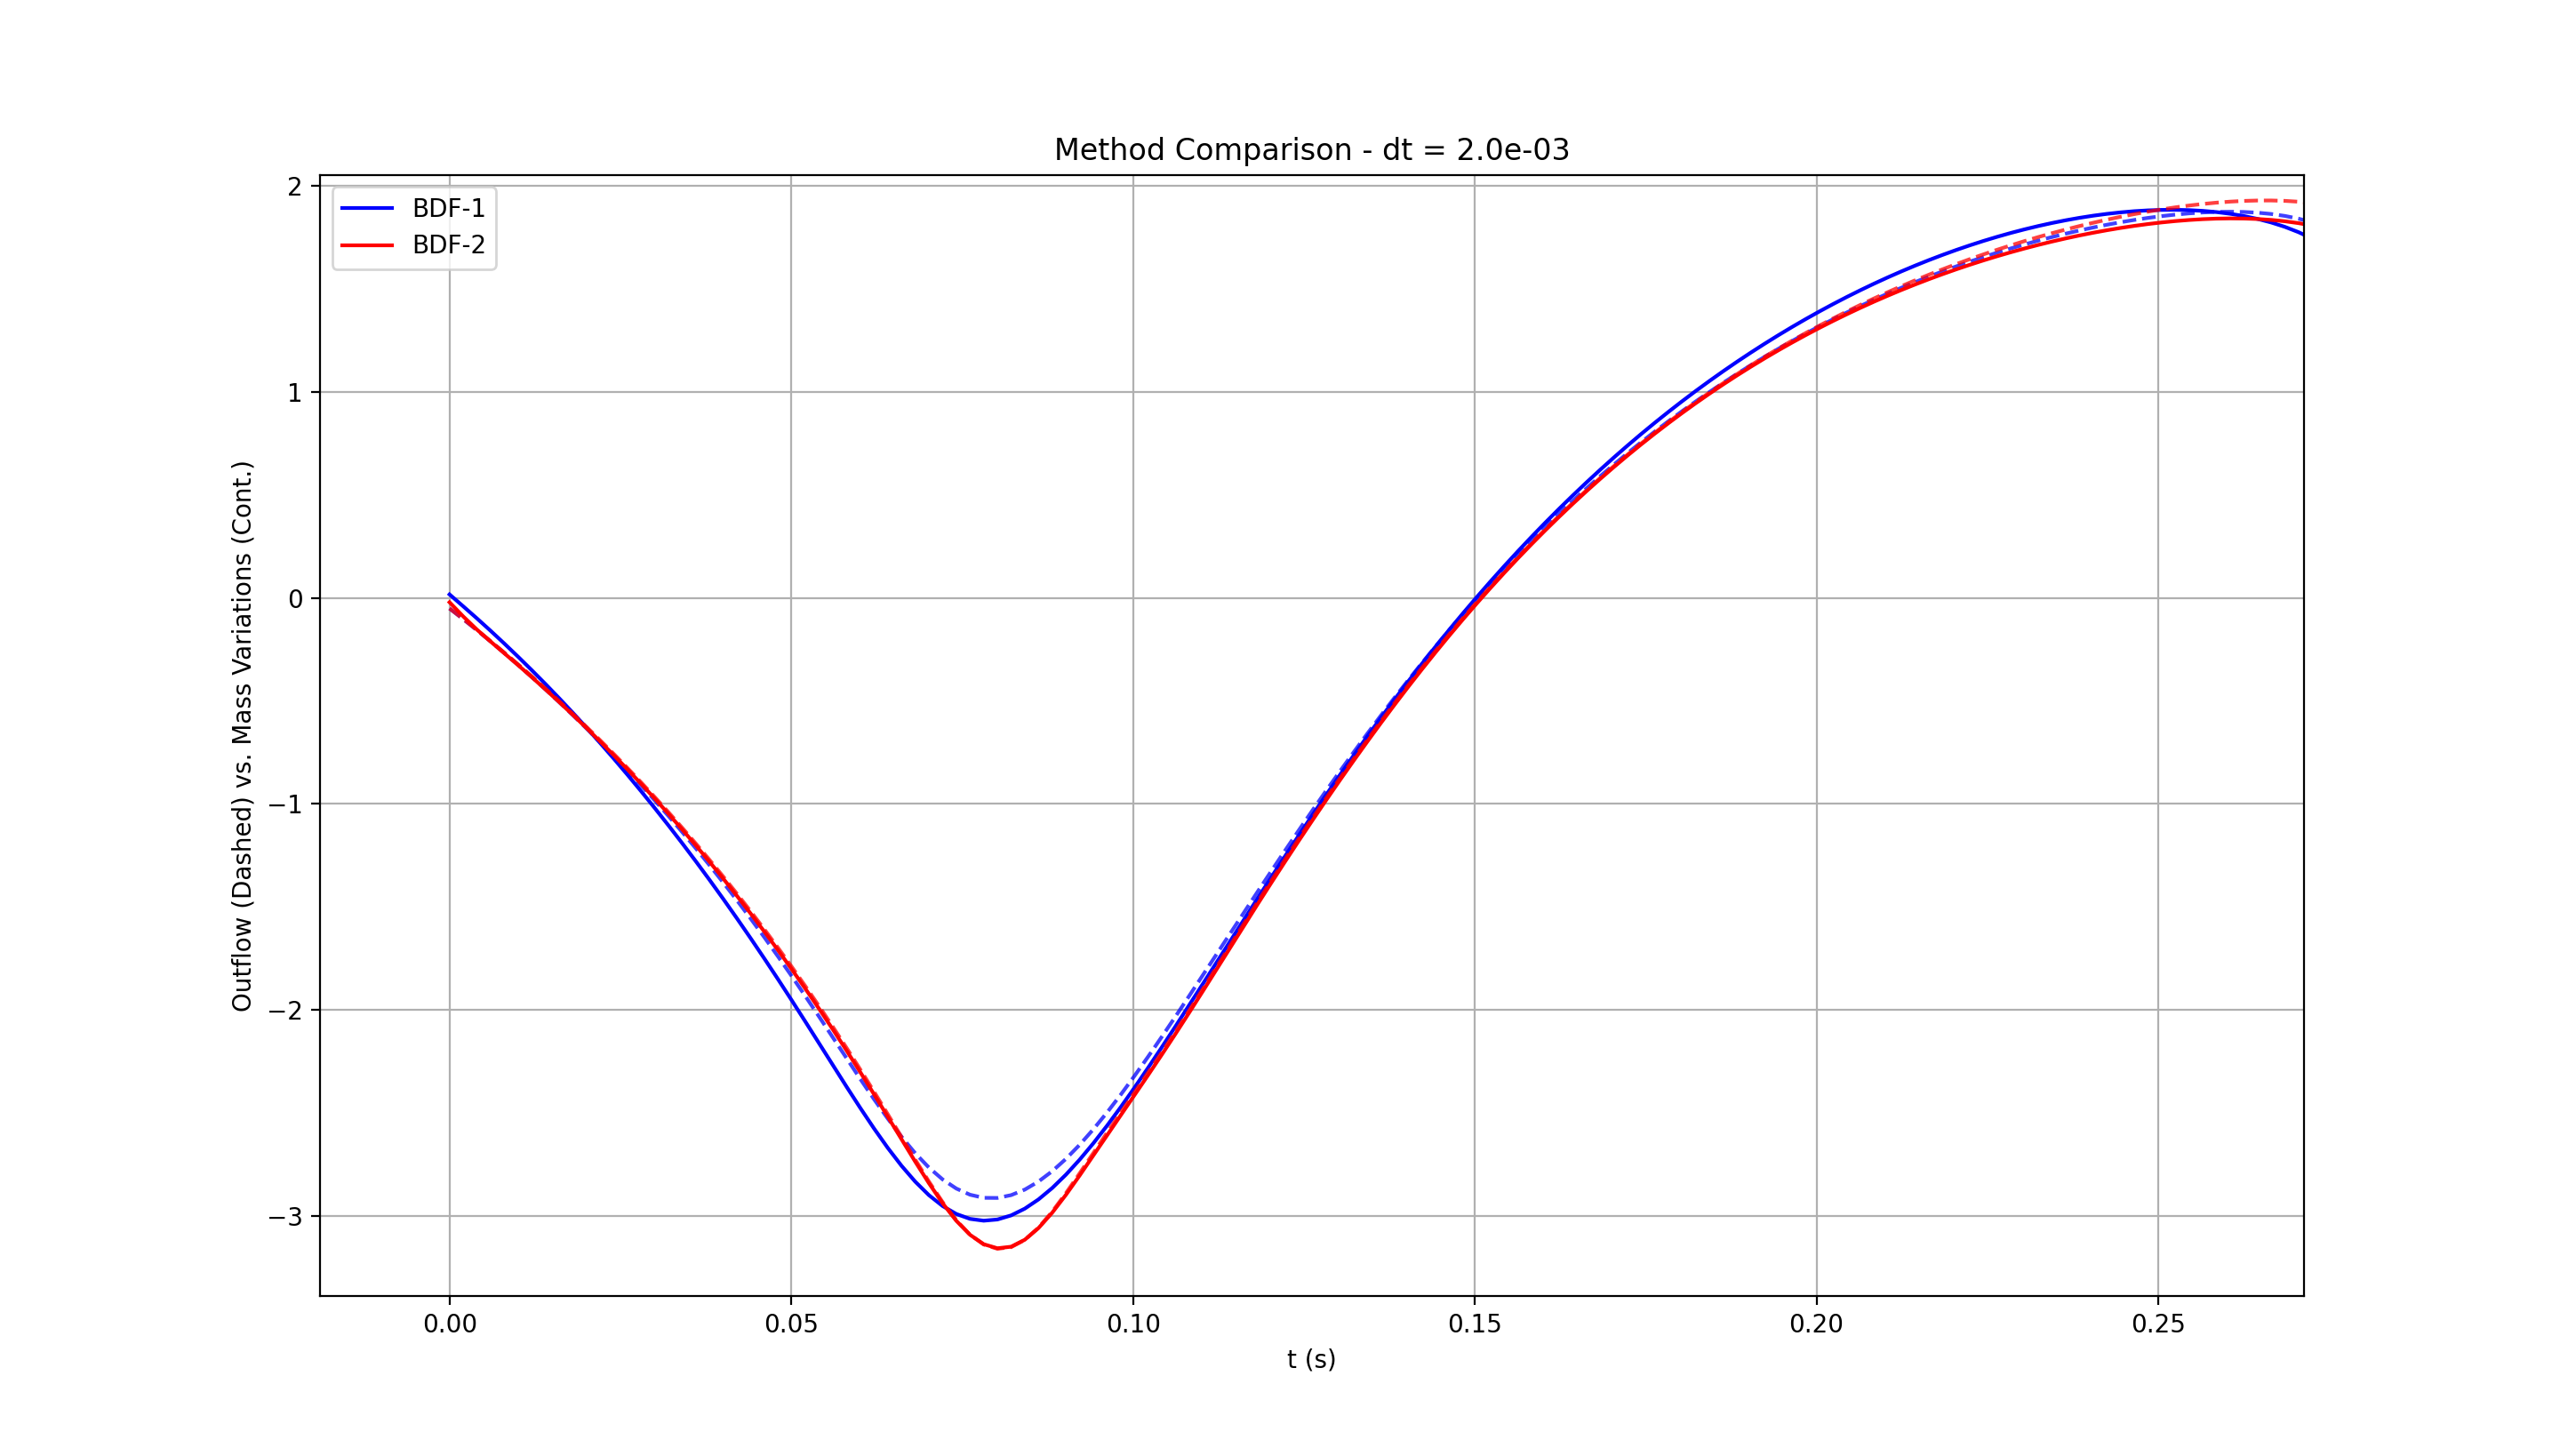 Method Comparison - dt = 2.0e-03
BDF-1
BDF-2
Outflow (Dashed) vs. Mass Variations (Cont.)
2
1
0
−1
−2
−3
0.00 0.05 0.10 0.15 0.20 0.25
t (s)